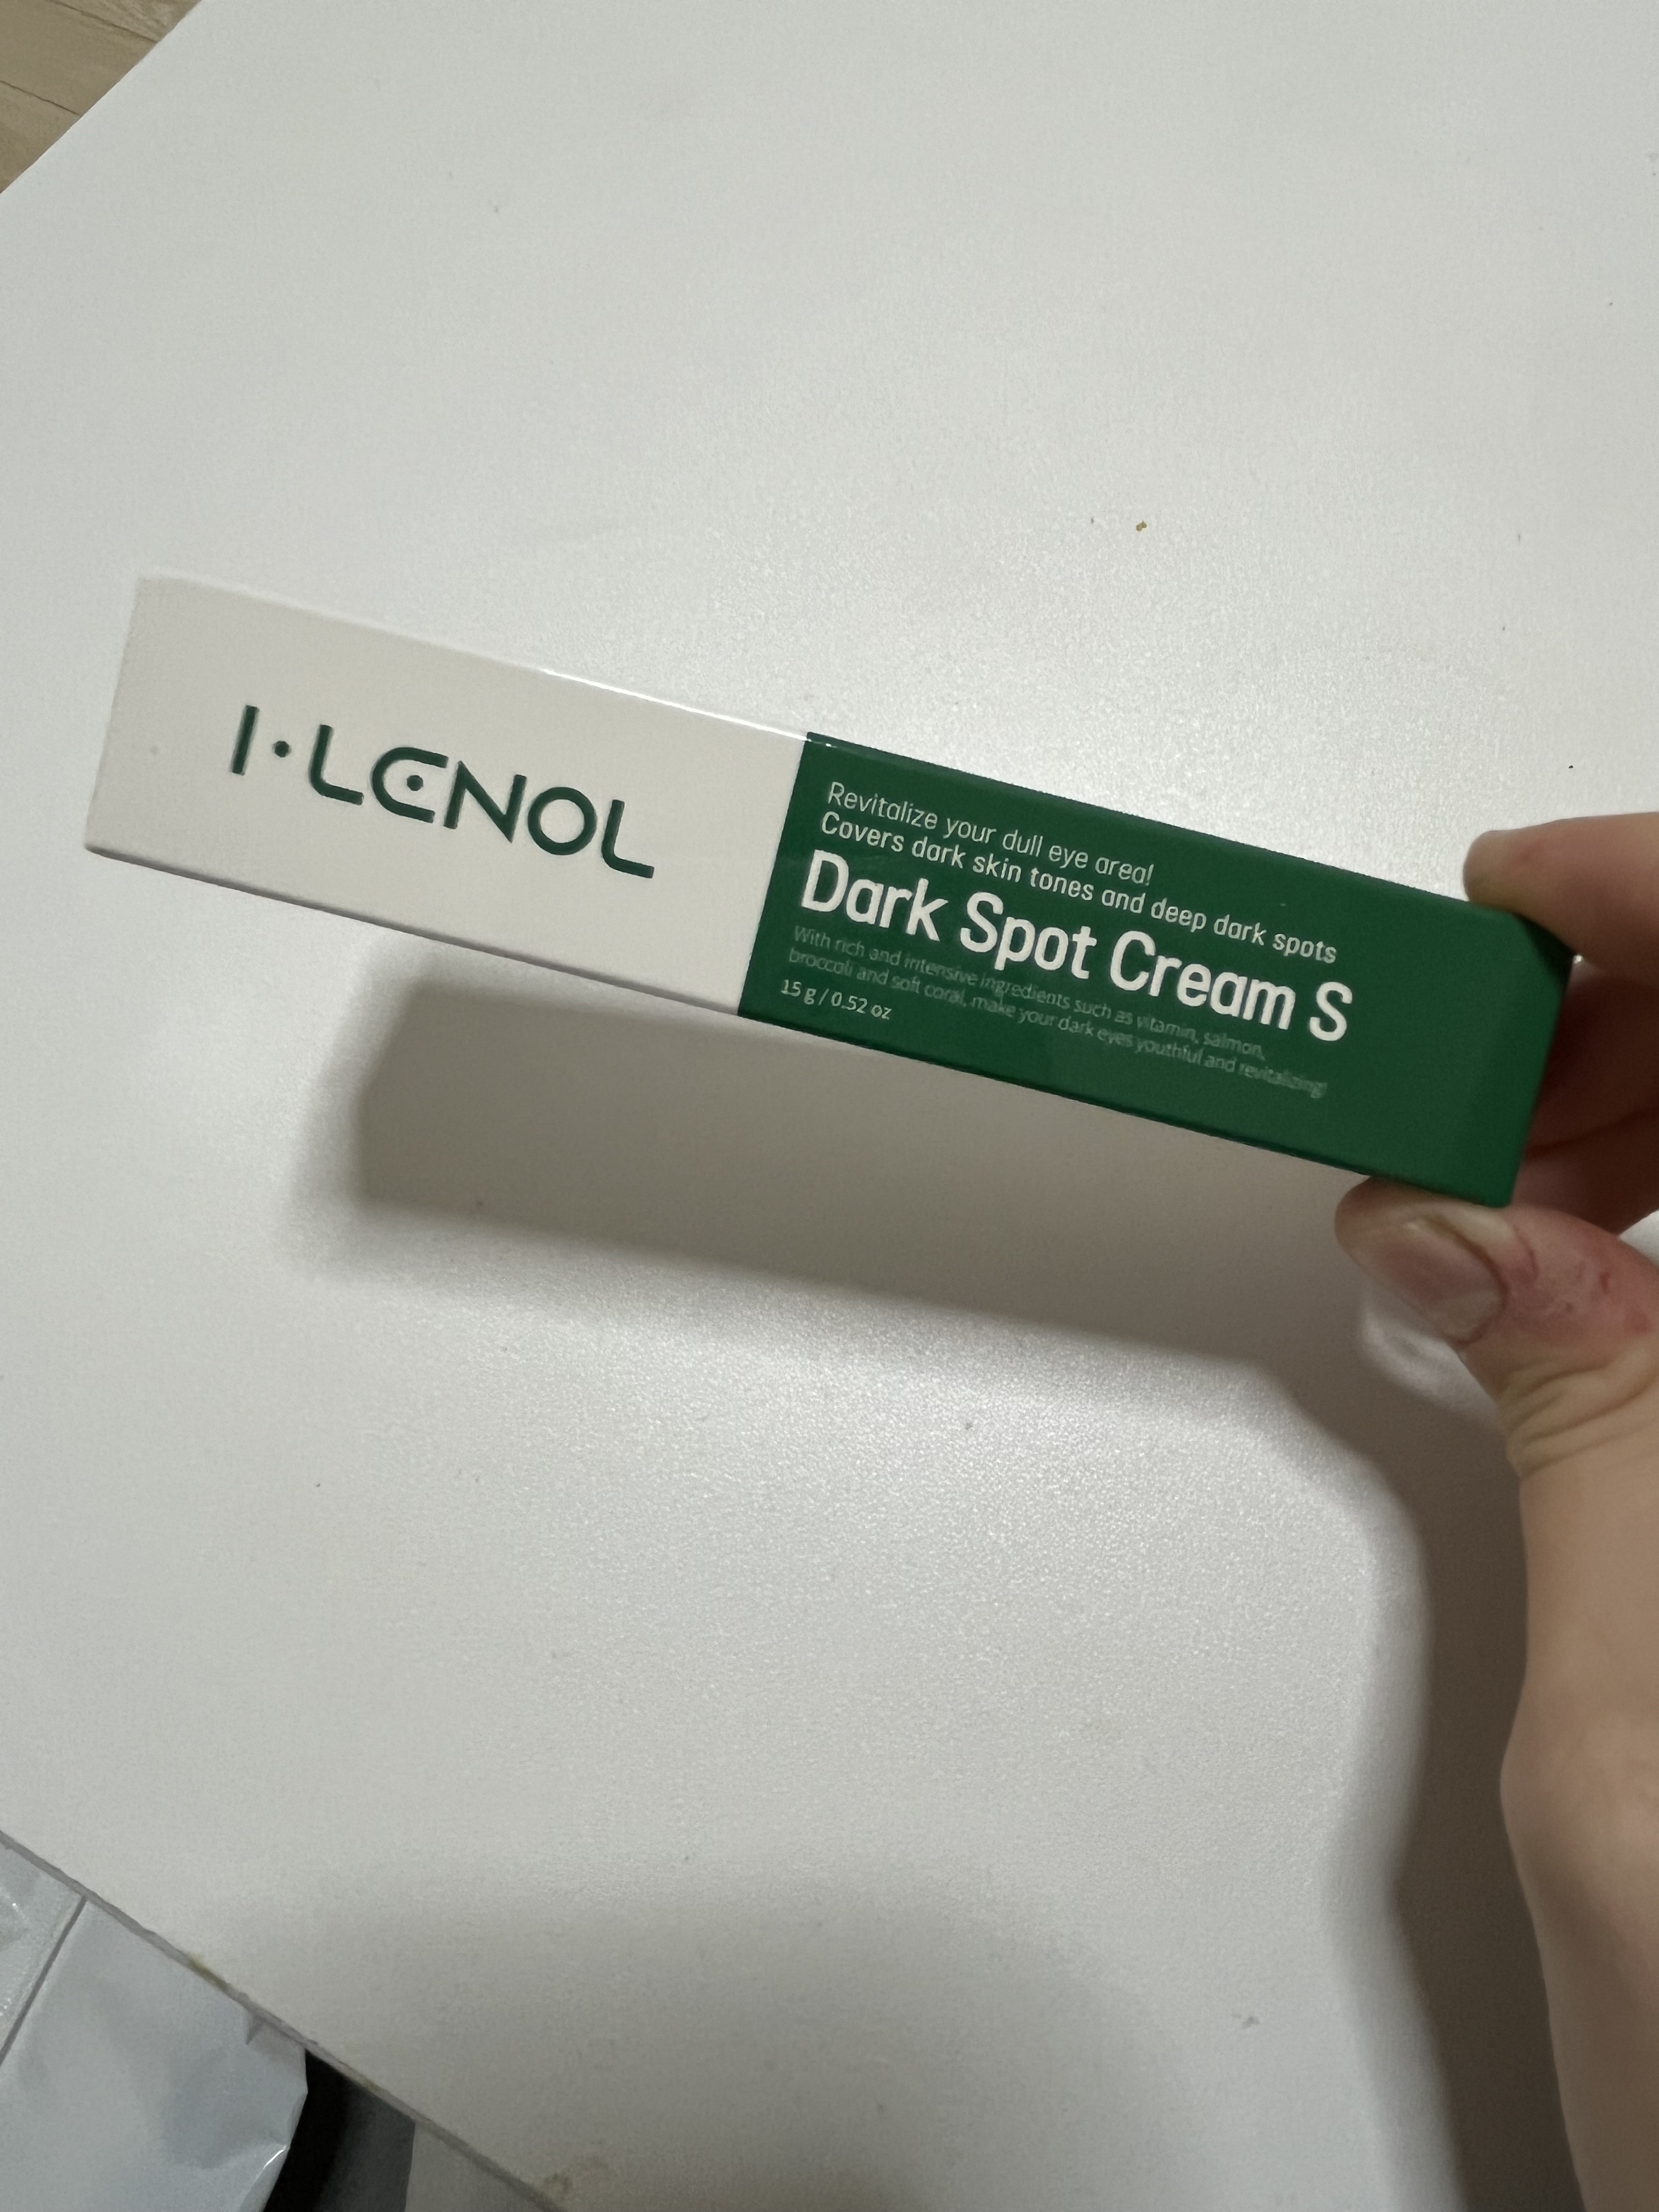 I·LENOL
Revitalize your dull eye area!
Covers dark skin tones and deep dark spots
Dark Spot Cream S
With rich and intensive ingredients such as vitamin, salmon,
broccoli and soft coral, make your dark eyes youthful and revitalizing!
15 g / 0.52 oz